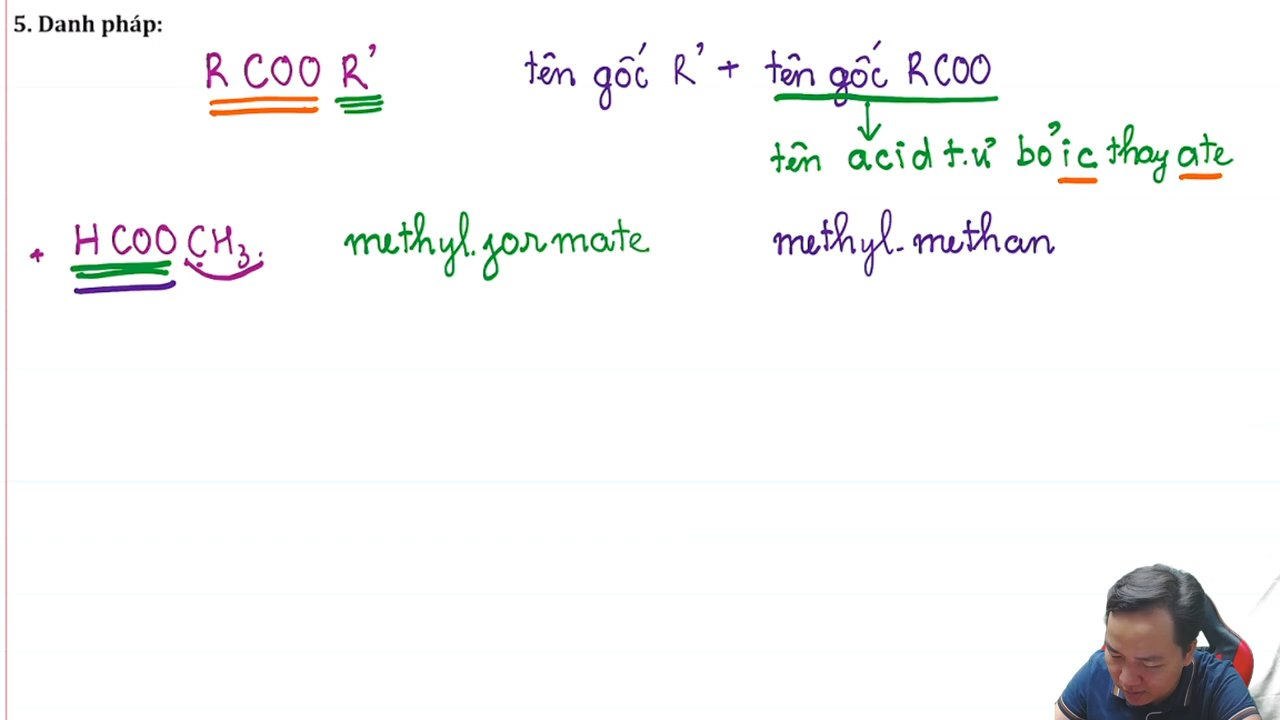 5. Danh pháp:
RCOOR' tên gốc R' + tên gốc RCOO
tên acid t.ứ bỏ ic thay ate
+ HCOOCH3. methyl formate methyl methan